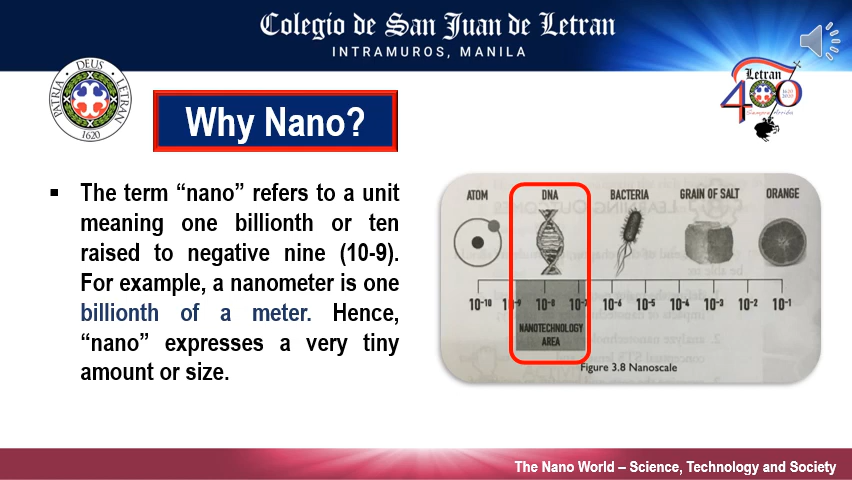 Colegio de San Juan de Letran
INTRAMUROS, MANILA
DEUS
PATRIA
LETRAN
1620
Letran
400
Why Nano?
▪ The term “nano” refers to a unit
meaning one billionth or ten
raised to negative nine (10-9).
For example, a nanometer is one
billionth of a meter. Hence,
“nano” expresses a very tiny
amount or size.
ATOM DNA BACTERIA GRAIN OF SALT ORANGE
10⁻¹⁰ 10⁻⁹ 10⁻⁸ 10⁻⁷ 10⁻⁶ 10⁻⁵ 10⁻⁴ 10⁻³ 10⁻² 10⁻¹
NANOTECHNOLOGY
AREA
Figure 3.8 Nanoscale
The Nano World – Science, Technology and Society